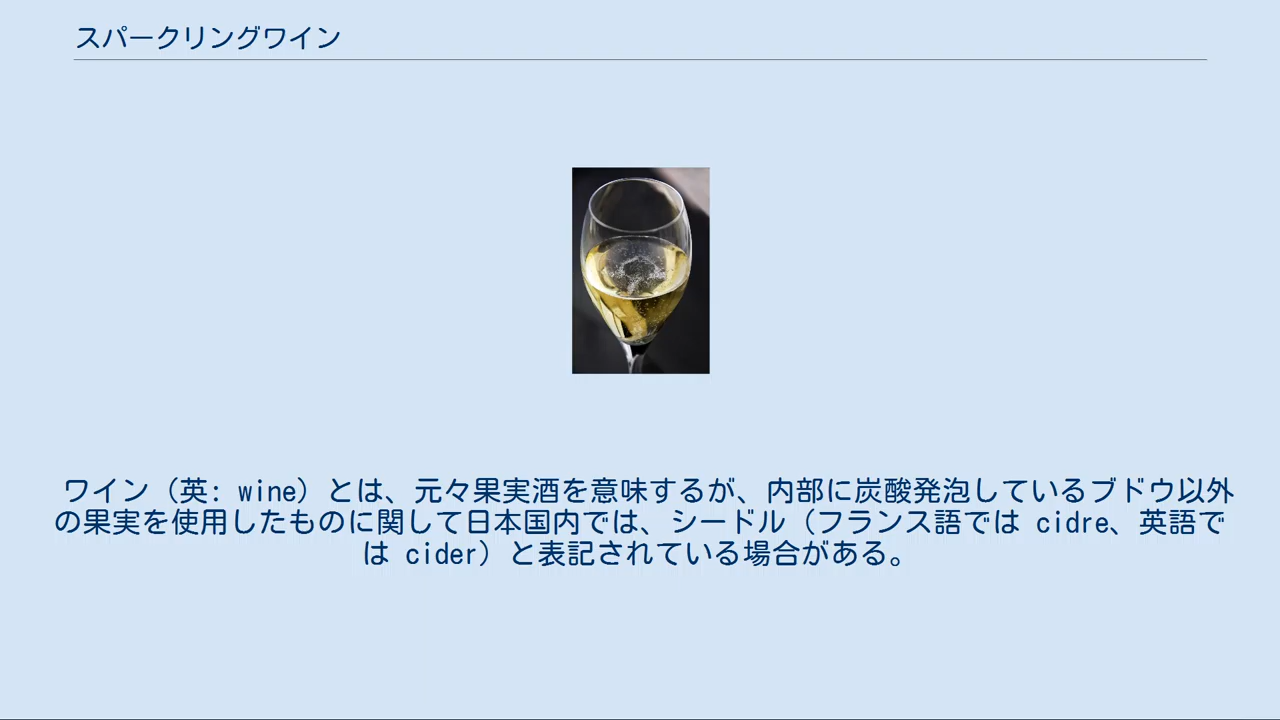 スパークリングワイン
ワイン（英: wine）とは、元々果実酒を意味するが、内部に炭酸発泡しているブドウ以外
の果実を使用したものに関して日本国内では、シードル（フランス語では cidre、英語で
は cider）と表記されている場合がある。